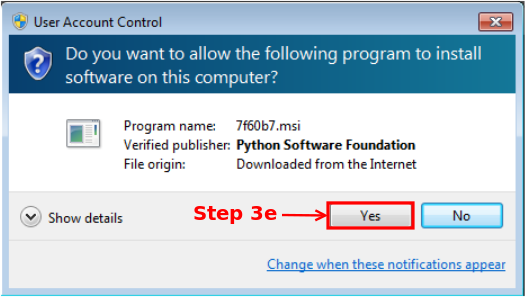 User Account Control
Do you want to allow the following program to install
software on this computer?
Program name: 7f60b7.msi
Verified publisher: Python Software Foundation
File origin: Downloaded from the Internet
Show details
Step 3e
Yes
No
Change when these notifications appear